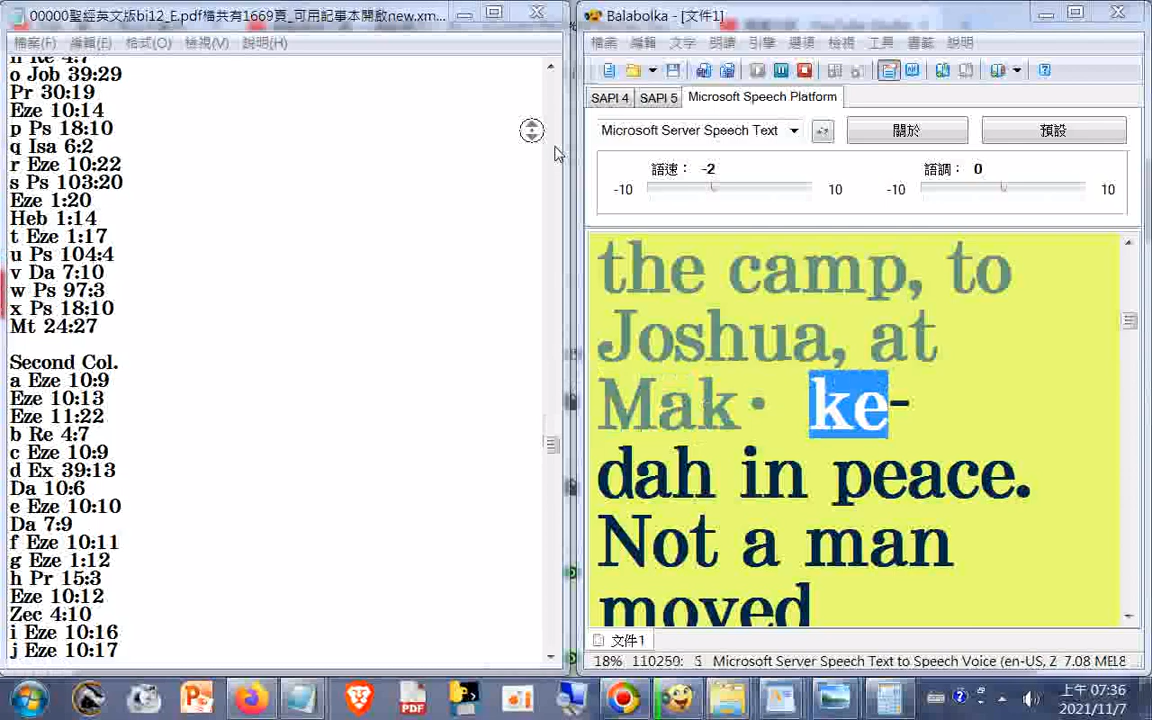 00000聖經英文版bi12_E.pdf檔共有1669頁_可用記事本開啟new.xm...
檔案(F) 編輯(E) 格式(O) 檢視(V) 說明(H)
n Re 4:7
o Job 39:29
Pr 30:19
Eze 10:14
p Ps 18:10
q Isa 6:2
r Eze 10:22
s Ps 103:20
Eze 1:20
Heb 1:14
t Eze 1:17
u Ps 104:4
v Da 7:10
w Ps 97:3
x Ps 18:10
Mt 24:27
Second Col.
a Eze 10:9
Eze 10:13
Eze 11:22
b Re 4:7
c Eze 10:9
d Ex 39:13
Da 10:6
e Eze 10:10
Da 7:9
f Eze 10:11
g Eze 1:12
h Pr 15:3
Eze 10:12
Zec 4:10
i Eze 10:16
j Eze 10:17
Balabolka - [文件1]
檔案 編輯 文字 朗讀 引擎 選項 檢視 工具 書籤 說明
SAPI 4 SAPI 5 Microsoft Speech Platform
Microsoft Server Speech Text 關於 預設
語速： -2 語調： 0
-10 10 -10 10
the camp, to
Joshua, at
Mak· ke-
dah in peace.
Not a man
moved
文件1
18% 110259: S Microsoft Server Speech Text to Speech Voice (en-US, Z 7.08 MEL8
PDF
上午 07:36
2021/11/7